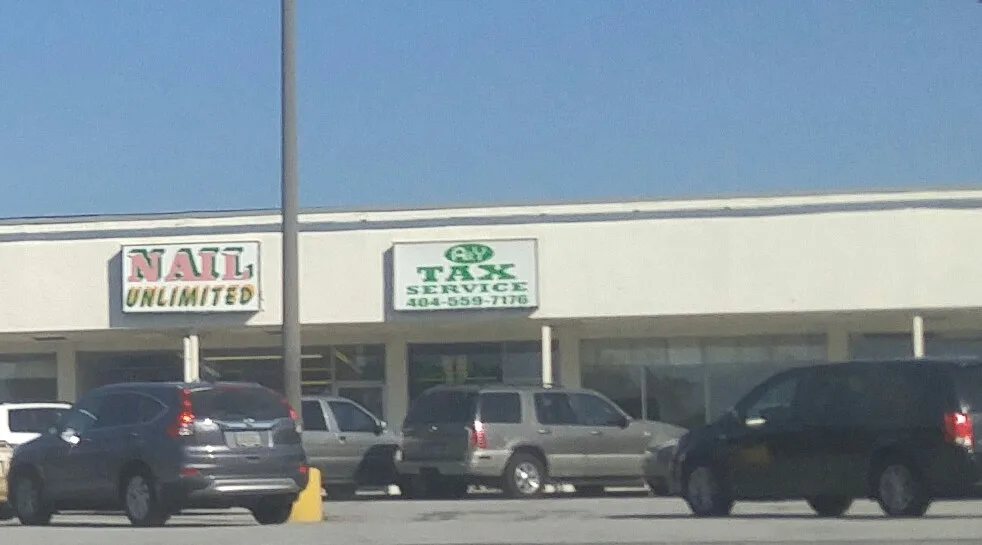 NAIL
UNLIMITED
TAX
SERVICE
404-559-7176